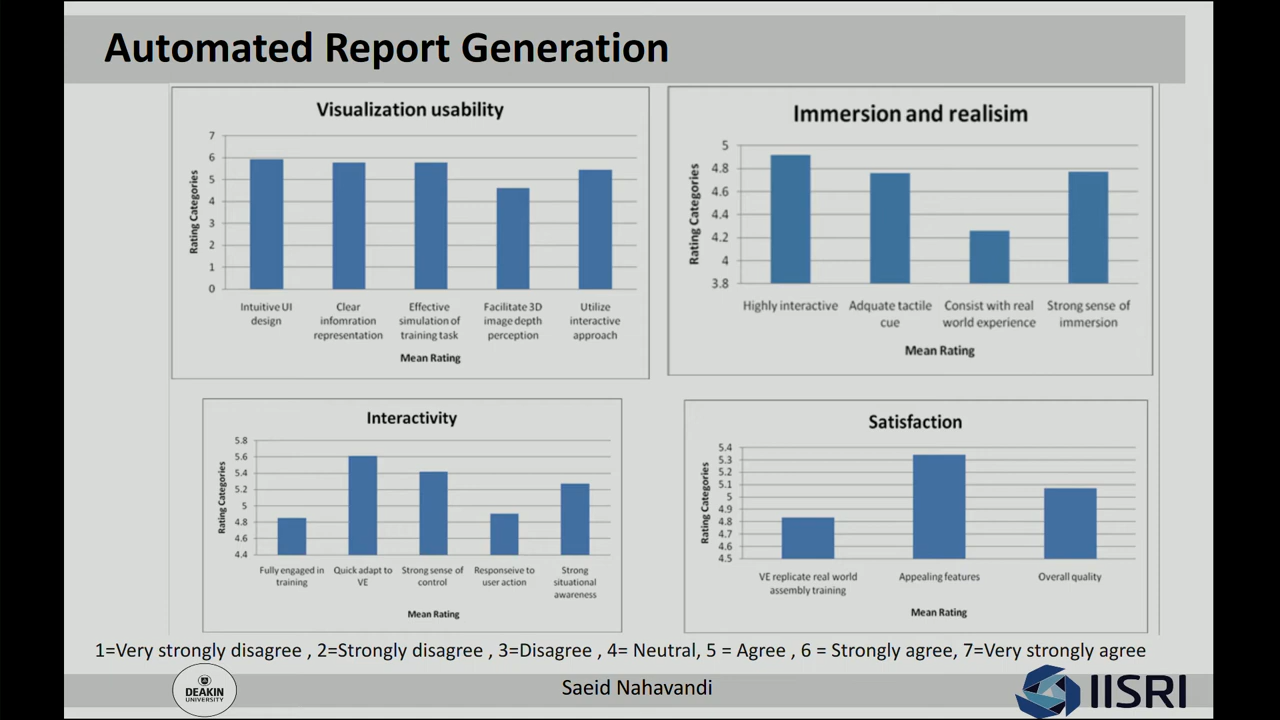 Automated Report Generation
Visualization usability
7
6
5
4
3
2
1
0
Rating Categories
Intuitive UI design
Clear infomration representation
Effective simulation of training task
Facilitate 3D image depth perception
Utilize interactive approach
Mean Rating
Immersion and realisim
5
4.8
4.6
4.4
4.2
4
3.8
Rating Categories
Highly interactive
Adquate tactile cue
Consist with real world experience
Strong sense of immersion
Mean Rating
Interactivity
5.8
5.6
5.4
5.2
5
4.8
4.6
4.4
Rating Categories
Fully engaged in training
Quick adapt to VE
Strong sense of control
Responseive to user action
Strong situational awareness
Mean Rating
Satisfaction
5.4
5.3
5.2
5.1
5
4.9
4.8
4.7
4.6
4.5
Rating Categories
VE replicate real world assembly training
Appealing features
Overall quality
Mean Rating
1=Very strongly disagree , 2=Strongly disagree , 3=Disagree , 4= Neutral, 5 = Agree , 6 = Strongly agree, 7=Very strongly agree
DEAKIN
UNIVERSITY
Saeid Nahavandi
IISRI